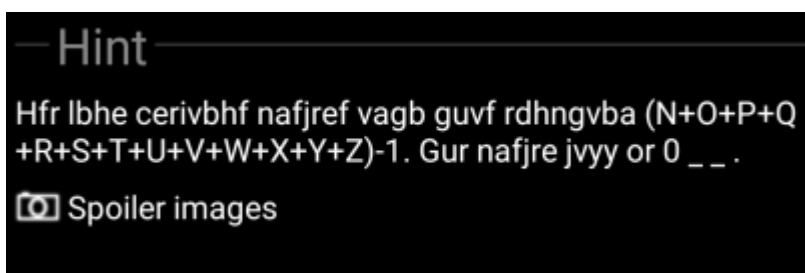 Hint
Hfr lbhe cerivbhf nafjref vagb guvf rdhngvba (N+O+P+Q
+R+S+T+U+V+W+X+Y+Z)-1. Gur nafjre jvyy or 0 _ _ .
Spoiler images